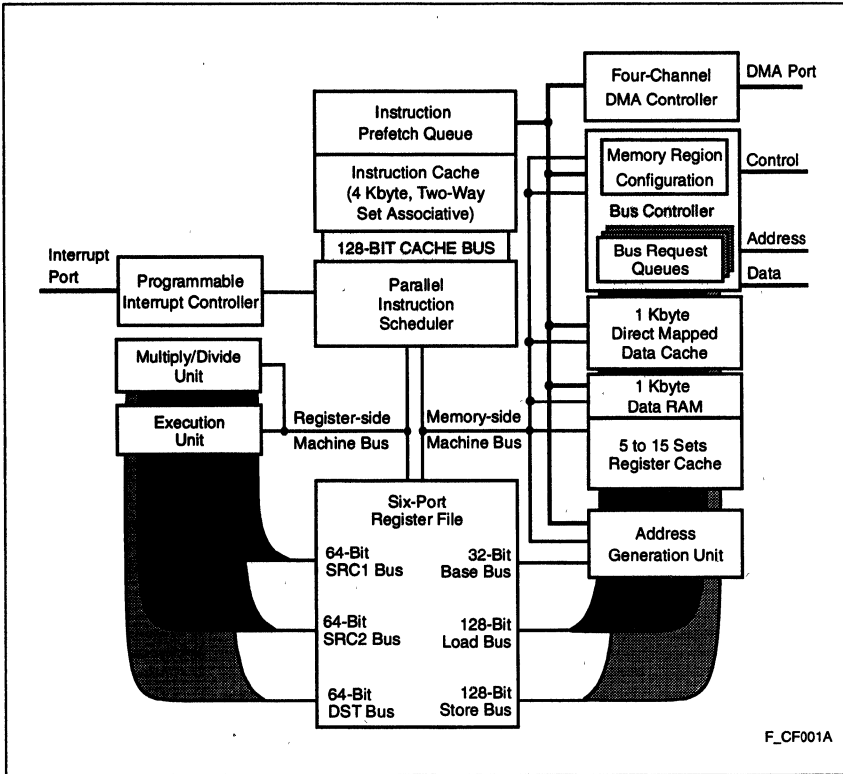 Four-Channel
DMA Controller
DMA Port
Instruction
Prefetch Queue
Instruction Cache
(4 Kbyte, Two-Way
Set Associative)
128-BIT CACHE BUS
Memory Region
Configuration
Bus Controller
Bus Request
Queues
Control
Address
Data
Interrupt
Port
Programmable
Interrupt Controller
Parallel
Instruction
Scheduler
1 Kbyte
Direct Mapped
Data Cache
Multiply/Divide
Unit
Execution
Unit
Register-side
Machine Bus
Memory-side
Machine Bus
1 Kbyte
Data RAM
5 to 15 Sets
Register Cache
Six-Port
Register File
Address
Generation Unit
64-Bit
SRC1 Bus
32-Bit
Base Bus
64-Bit
SRC2 Bus
128-Bit
Load Bus
64-Bit
DST Bus
128-Bit
Store Bus
F_CF001A